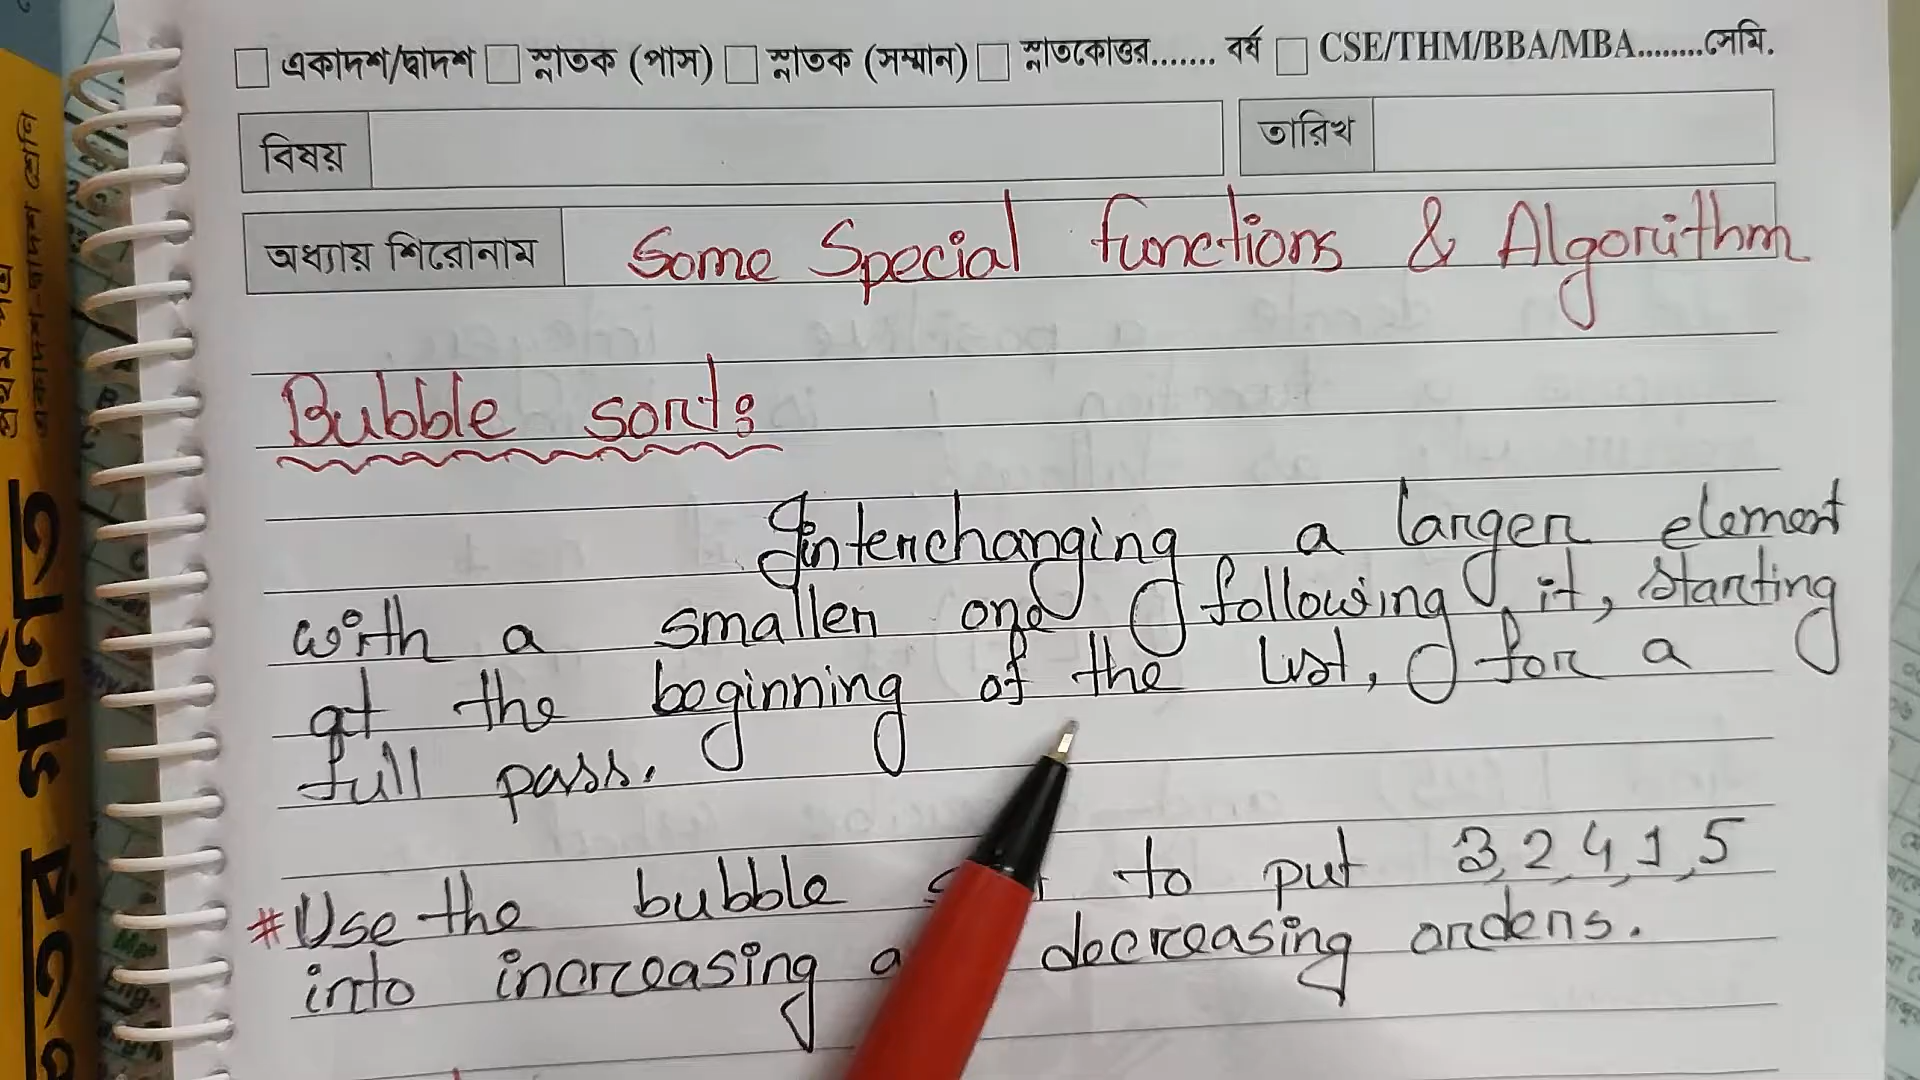 একাদশ/দ্বাদশ স্নাতক (পাস) স্নাতক (সম্মান) স্নাতকোত্তর....... বর্ষ CSE/THM/BBA/MBA........সেমি.
বিষয়
তারিখ
অধ্যায় শিরোনাম Some Special functions & Algorithm
Bubble sort:
Interchanging a larger element
with a smaller one following it, starting
at the beginning of the list, for a
full pass.
#Use the bubble to put 3, 2, 4, 1, 5
into increasing decreasing orders.